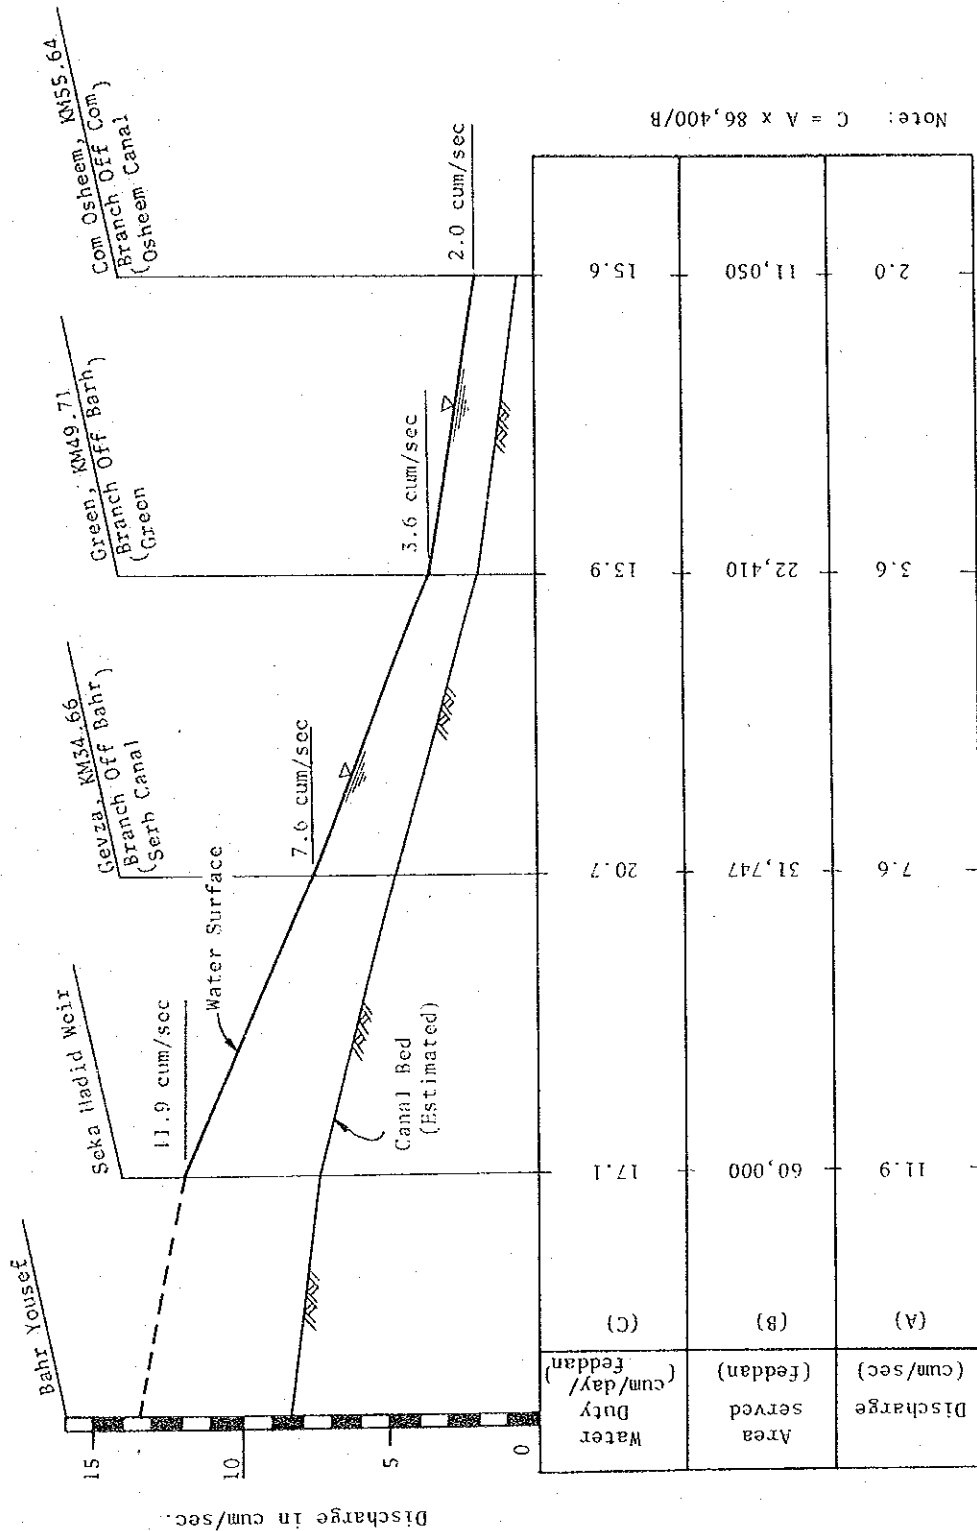 Bahr Yousef
Seka Hadid Weir
Gevza, KM34.66
(Branch Off Bahr)
Serb Canal
Green, KM49.71
(Branch Off Barh)
Green
Com Osheem, KM55.64
(Branch Off Com)
Osheem Canal
11.9 cum/sec
7.6 cum/sec
3.6 cum/sec
2.0 cum/sec
Water Surface
Canal Bed
(Estimated)
Discharge in cum/sec.
15
10
5
0
Water
Duty
(cum/day/
feddan)
(C)
17.1
20.7
13.9
15.6
Area
served
(feddan)
(B)
60,000
31,747
22,410
11,050
Discharge
(cum/sec)
(A)
11.9
7.6
3.6
2.0
Note: C = A x 86,400/B